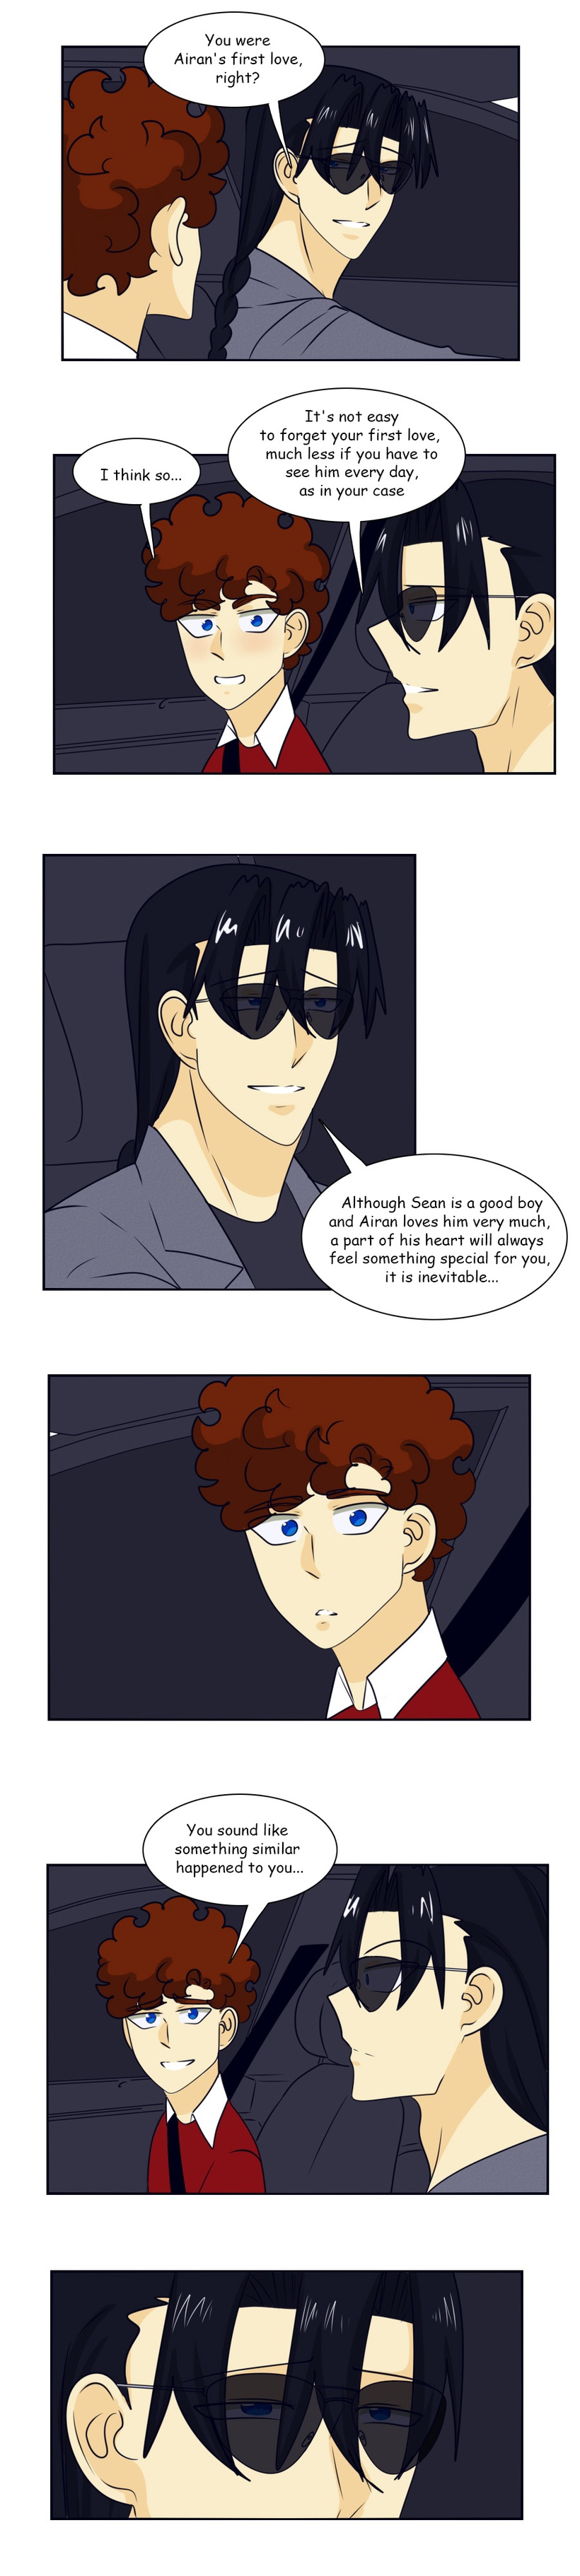 You were
Airan's first love,
right?
I think so...
It's not easy
to forget your first love,
much less if you have to
see him every day,
as in your case
Although Sean is a good boy
and Airan loves him very much,
a part of his heart will always
feel something special for you,
it is inevitable...
You sound like
something similar
happened to you...